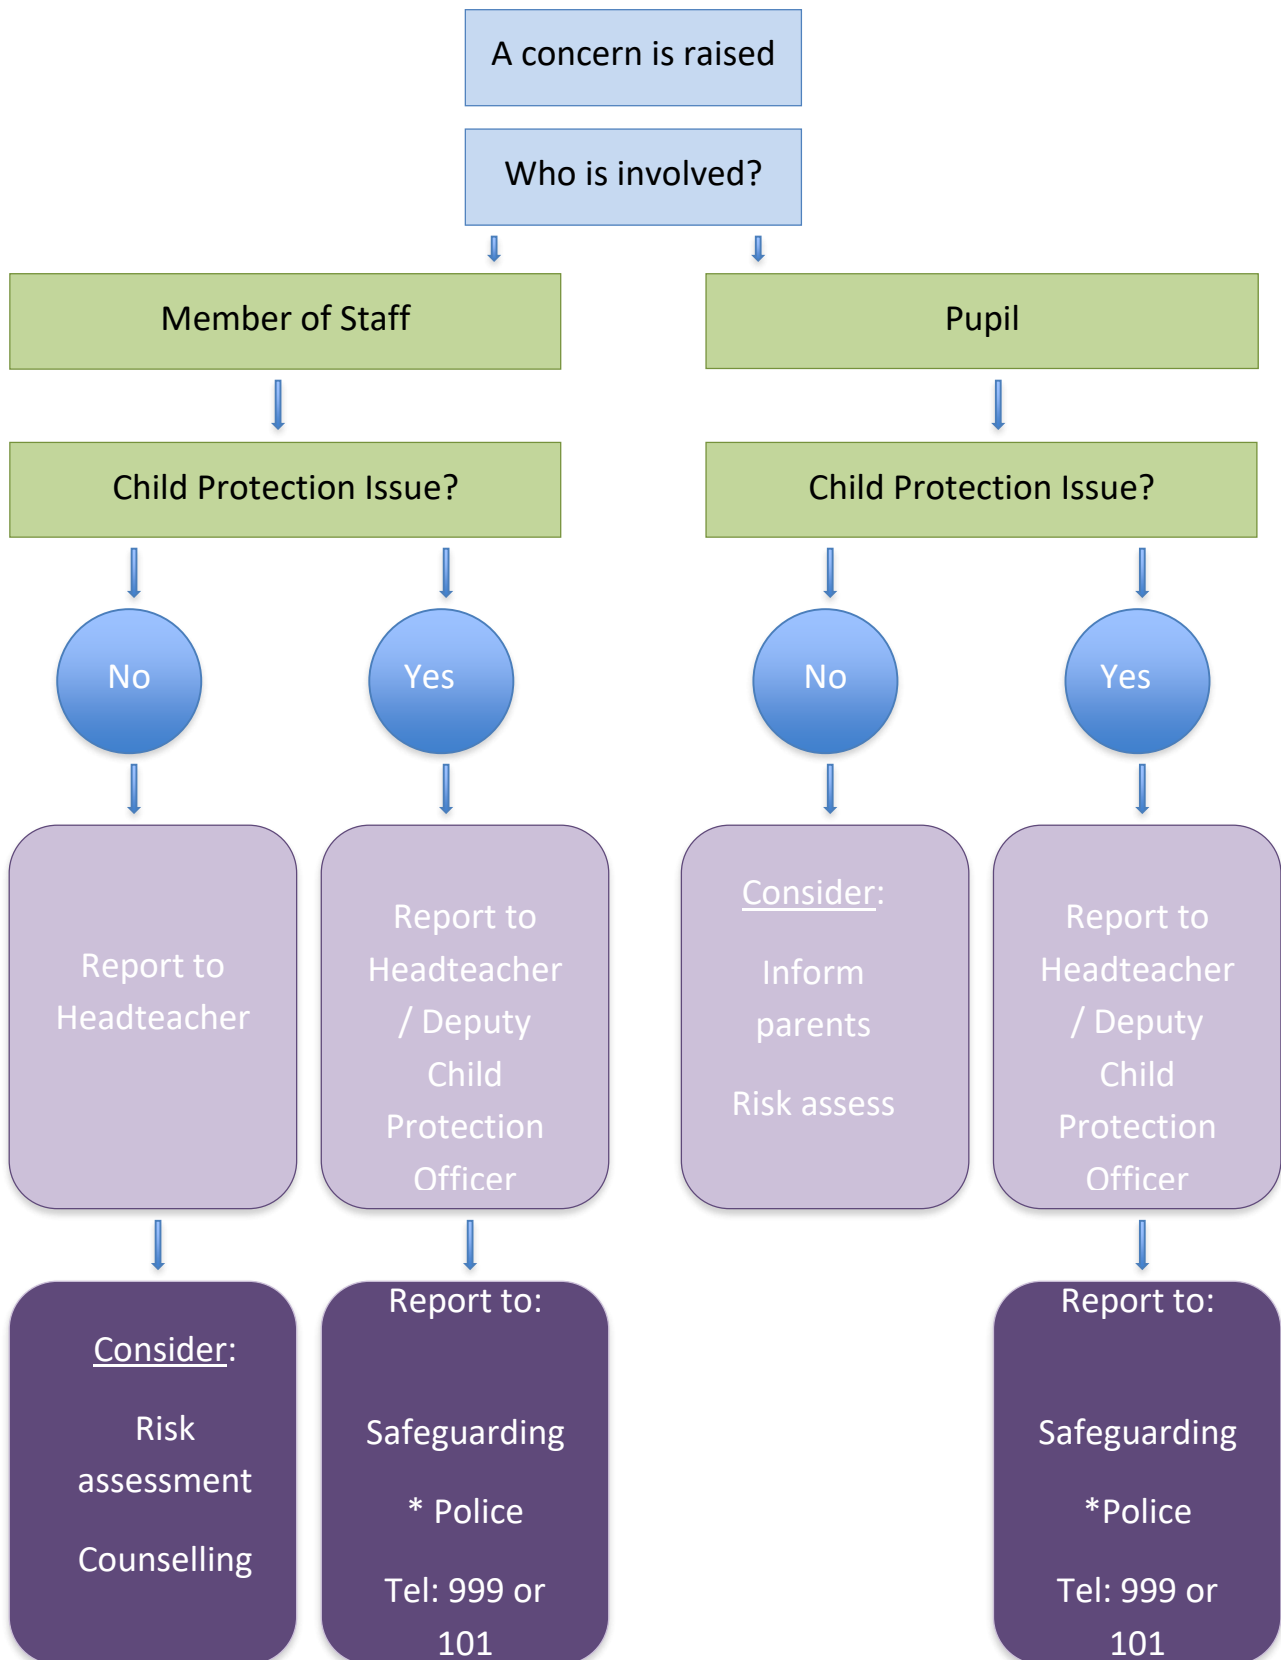 A concern is raised
Who is involved?
Member of Staff
Pupil
Child Protection Issue?
Child Protection Issue?
No
Yes
No
Yes
Report to
Headteacher
Report to
Headteacher
/ Deputy
Child
Protection
Officer
Consider:
Inform
parents
Risk assess
Report to
Headteacher
/ Deputy
Child
Protection
Officer
Consider:
Risk
assessment
Counselling
Report to:
Safeguarding
* Police
Tel: 999 or
101
Report to:
Safeguarding
*Police
Tel: 999 or
101